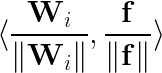 ⟨ W_i / ‖W_i‖ , f / ‖f‖ ⟩